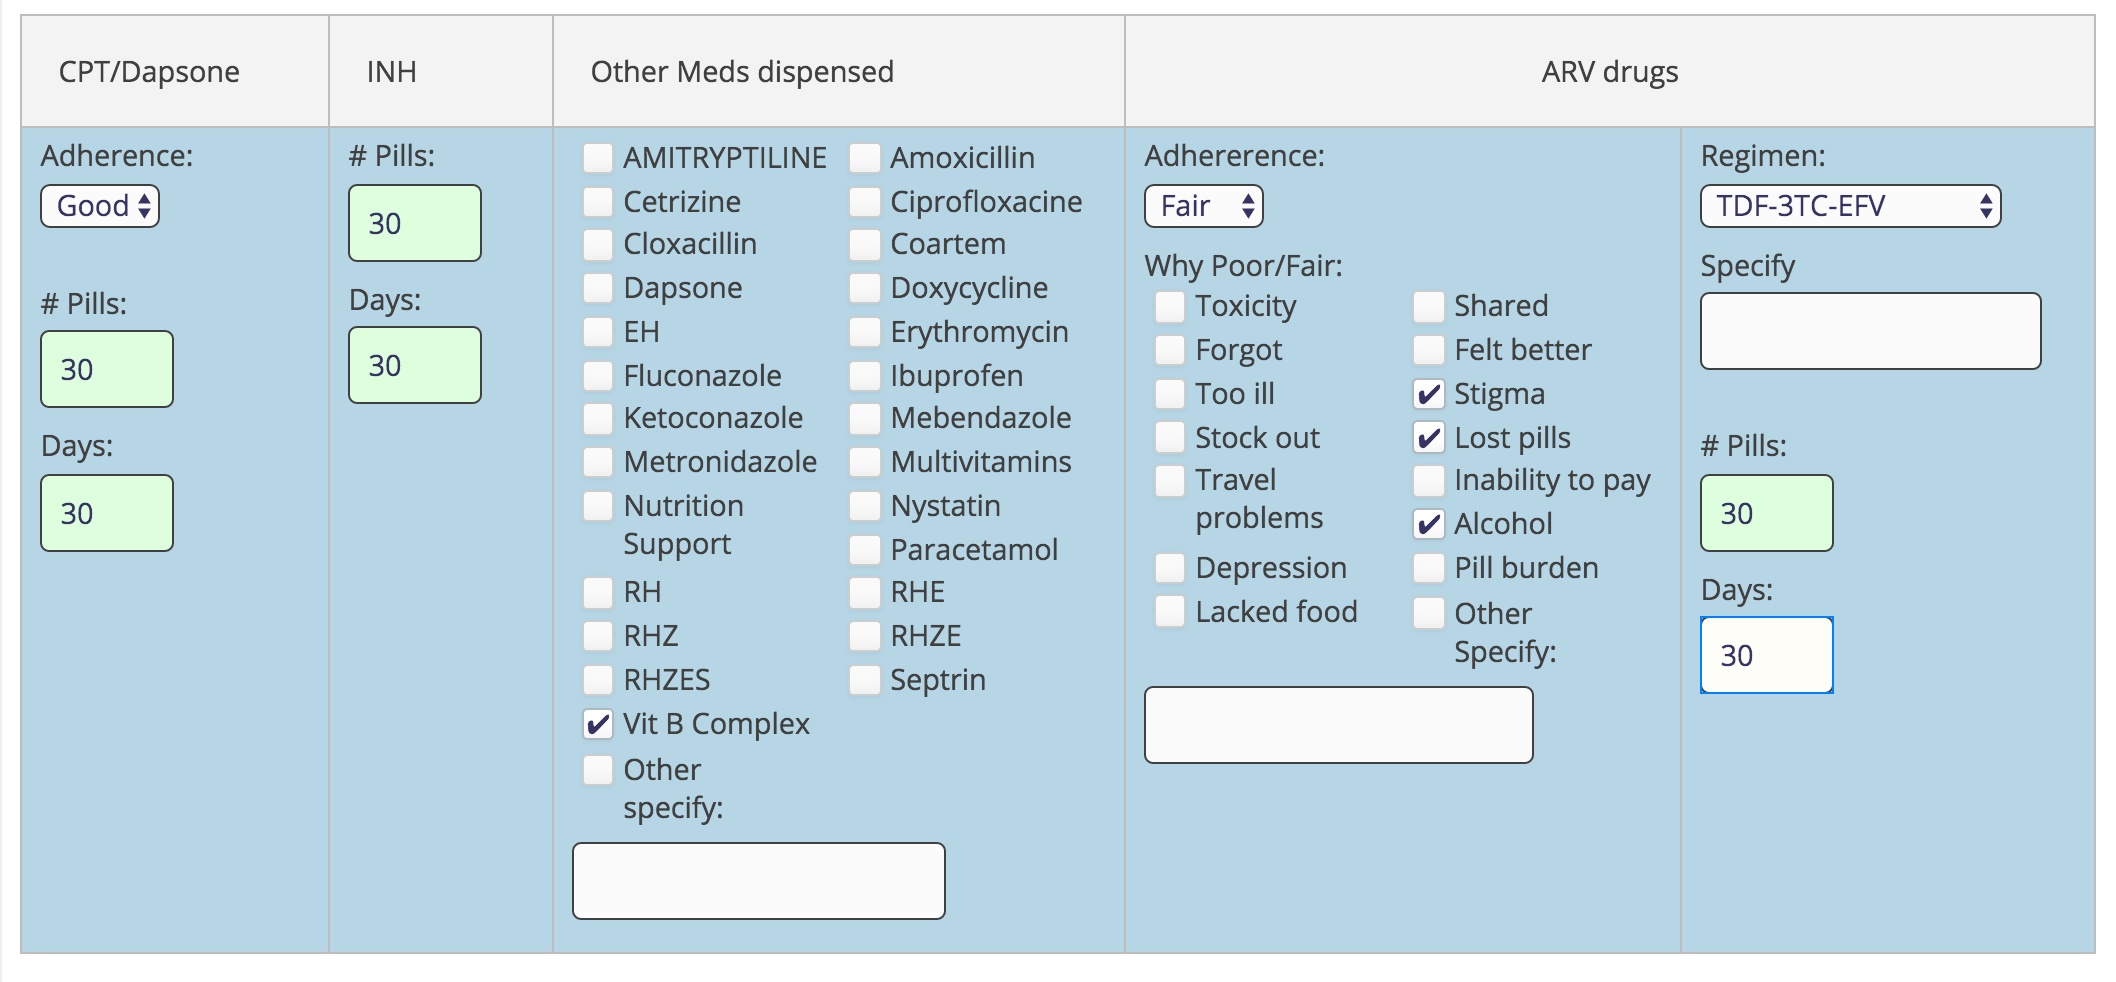 CPT/Dapsone
INH
Other Meds dispensed
ARV drugs
Adherence:
Good
# Pills:
30
Days:
30
# Pills:
30
Days:
30
AMITRYPTILINE
Amoxicillin
Cetrizine
Ciprofloxacine
Cloxacillin
Coartem
Dapsone
Doxycycline
EH
Erythromycin
Fluconazole
Ibuprofen
Ketoconazole
Mebendazole
Metronidazole
Multivitamins
Nutrition
Support
Nystatin
Paracetamol
RH
RHE
RHZ
RHZE
RHZES
Septrin
Vit B Complex
Other
specify:
Adhererence:
Fair
Why Poor/Fair:
Toxicity
Shared
Forgot
Felt better
Too ill
Stigma
Stock out
Lost pills
Travel
problems
Inability to pay
Alcohol
Depression
Pill burden
Lacked food
Other
Specify:
Regimen:
TDF-3TC-EFV
Specify
# Pills:
30
Days:
30